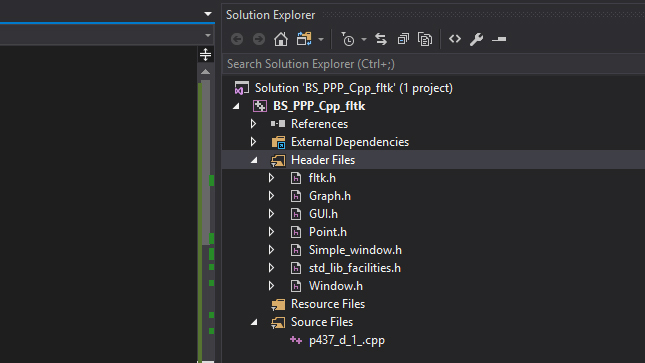 Solution Explorer
Search Solution Explorer (Ctrl+;)
Solution 'BS_PPP_Cpp_fltk' (1 project)
BS_PPP_Cpp_fltk
References
External Dependencies
Header Files
fltk.h
Graph.h
GUI.h
Point.h
Simple_window.h
std_lib_facilities.h
Window.h
Resource Files
Source Files
p437_d_1_.cpp